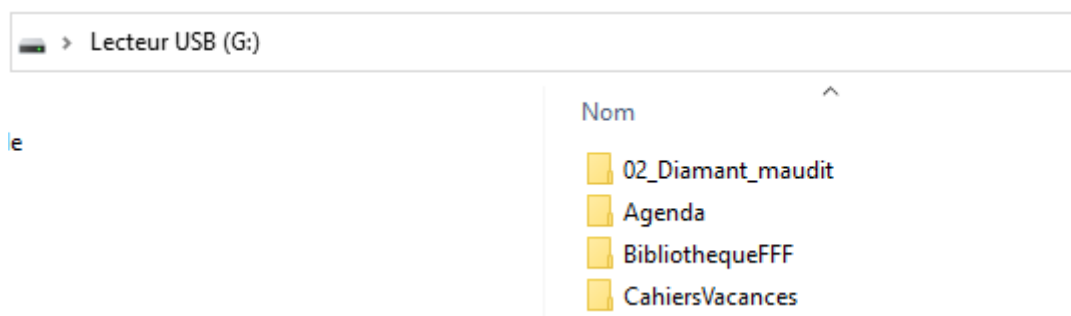 > Lecteur USB (G:)
Nom
e
02_Diamant_maudit
Agenda
BibliothequeFFF
CahiersVacances